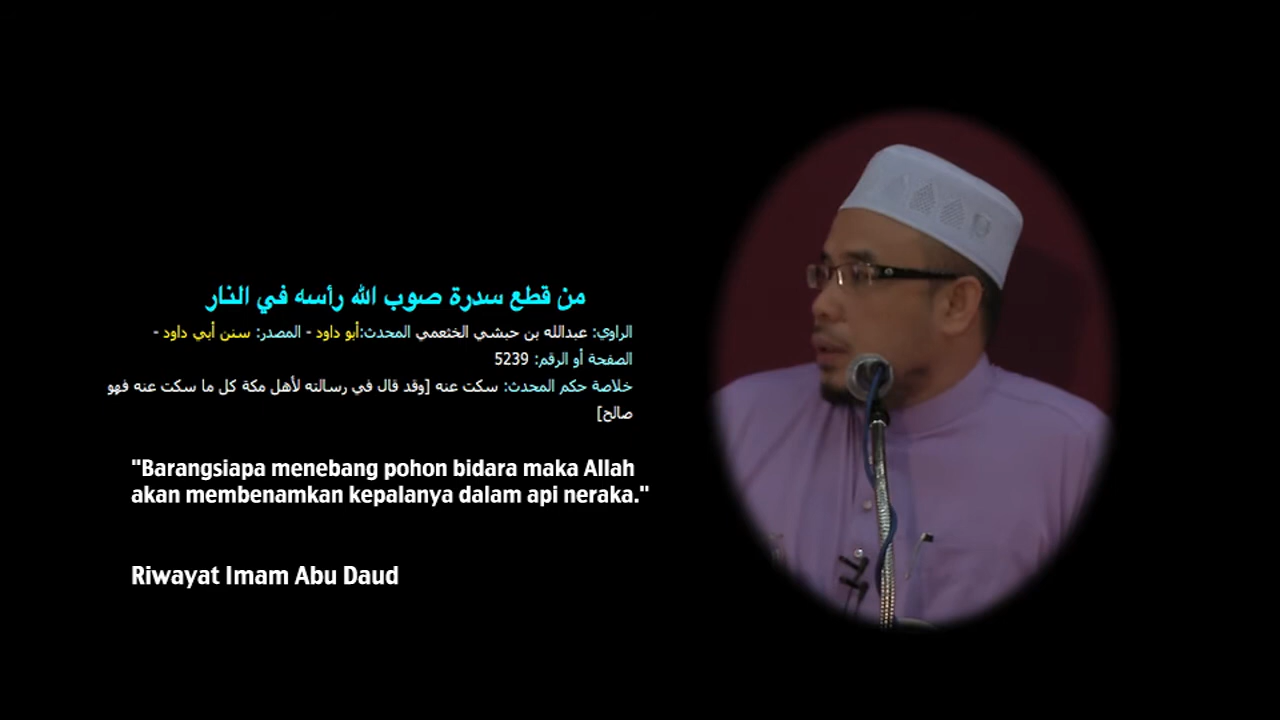 من قطع سدرة صوب الله رأسه في النار
الراوي: عبدالله بن حبشي الخثعمي المحدث:أبو داود - المصدر: سنن أبي داود -
الصفحة أو الرقم: 5239
خلاصة حكم المحدث: سكت عنه [وقد قال في رسالته لأهل مكة كل ما سكت عنه فهو
صالح]
"Barangsiapa menebang pohon bidara maka Allah
akan membenamkan kepalanya dalam api neraka."
Riwayat Imam Abu Daud